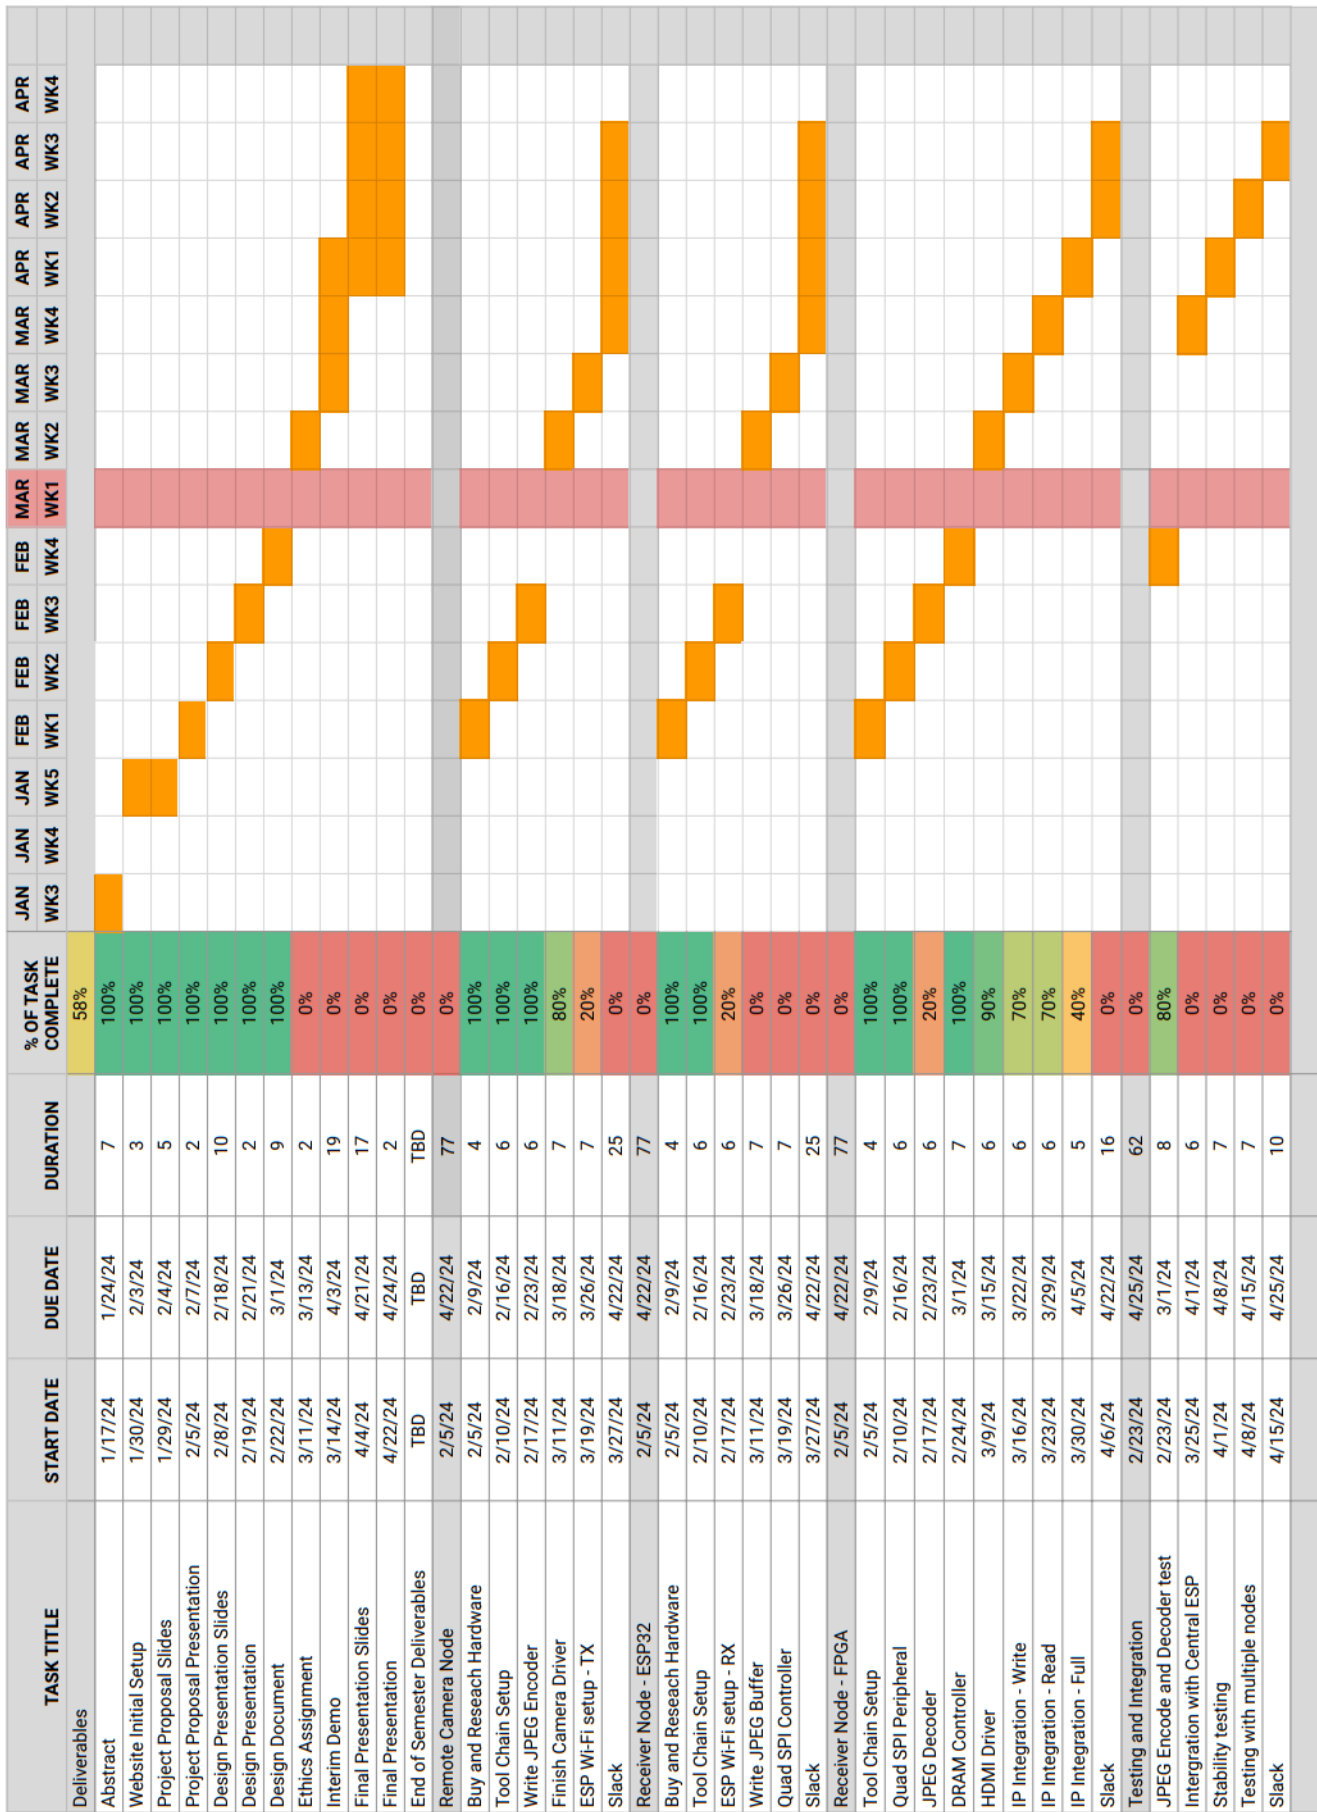 TASK TITLE START DATE DUE DATE DURATION % OF TASK COMPLETE JAN WK3 JAN WK4 JAN WK5 FEB WK1 FEB WK2 FEB WK3 FEB WK4 MAR WK1 MAR WK2 MAR WK3 MAR WK4 APR WK1 APR WK2 APR WK3 APR WK4
Deliverables 58%
Abstract 1/17/24 1/24/24 7 100%
Website Initial Setup 1/30/24 2/3/24 3 100%
Project Proposal Slides 1/29/24 2/4/24 5 100%
Project Proposal Presentation 2/5/24 2/7/24 2 100%
Design Presentation Slides 2/8/24 2/18/24 10 100%
Design Presentation 2/19/24 2/21/24 2 100%
Design Document 2/22/24 3/1/24 9 100%
Ethics Assignment 3/11/24 3/13/24 2 0%
Interim Demo 3/14/24 4/3/24 19 0%
Final Presentation Slides 4/4/24 4/21/24 17 0%
Final Presentation 4/22/24 4/24/24 2 0%
End of Semester Deliverables TBD TBD TBD 0%
Remote Camera Node 2/5/24 4/22/24 77 0%
Buy and Reseach Hardware 2/5/24 2/9/24 4 100%
Tool Chain Setup 2/10/24 2/16/24 6 100%
Write JPEG Encoder 2/17/24 2/23/24 6 100%
Finish Camera Driver 3/11/24 3/18/24 7 80%
ESP Wi-Fi setup - TX 3/19/24 3/26/24 7 20%
Slack 3/27/24 4/22/24 25 0%
Receiver Node - ESP32 2/5/24 4/22/24 77 0%
Buy and Reseach Hardware 2/5/24 2/9/24 4 100%
Tool Chain Setup 2/10/24 2/16/24 6 100%
ESP Wi-Fi setup - RX 2/17/24 2/23/24 6 20%
Write JPEG Buffer 3/11/24 3/18/24 7 0%
Quad SPI Controller 3/19/24 3/26/24 7 0%
Slack 3/27/24 4/22/24 25 0%
Receiver Node - FPGA 2/5/24 4/22/24 77 0%
Tool Chain Setup 2/5/24 2/9/24 4 100%
Quad SPI Peripheral 2/10/24 2/16/24 6 100%
JPEG Decoder 2/17/24 2/23/24 6 20%
DRAM Controller 2/24/24 3/1/24 7 100%
HDMI Driver 3/9/24 3/15/24 6 90%
IP Integration - Write 3/16/24 3/22/24 6 70%
IP Integration - Read 3/23/24 3/29/24 6 70%
IP Integration - Full 3/30/24 4/5/24 5 40%
Slack 4/6/24 4/22/24 16 0%
Testing and Integration 2/23/24 4/25/24 62 0%
JPEG Encode and Decoder test 2/23/24 3/1/24 8 80%
Intergration with Central ESP 3/25/24 4/1/24 6 0%
Stability testing 4/1/24 4/8/24 7 0%
Testing with multiple nodes 4/8/24 4/15/24 7 0%
Slack 4/15/24 4/25/24 10 0%